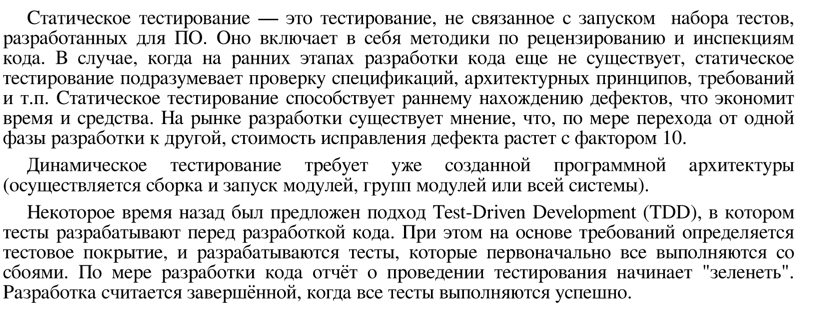 Статическое тестирование — это тестирование, не связанное с запуском набора тестов,
разработанных для ПО. Оно включает в себя методики по рецензированию и инспекциям
кода. В случае, когда на ранних этапах разработки кода еще не существует, статическое
тестирование подразумевает проверку спецификаций, архитектурных принципов, требований
и т.п. Статическое тестирование способствует раннему нахождению дефектов, что экономит
время и средства. На рынке разработки существует мнение, что, по мере перехода от одной
фазы разработки к другой, стоимость исправления дефекта растет с фактором 10.
Динамическое тестирование требует уже созданной программной архитектуры
(осуществляется сборка и запуск модулей, групп модулей или всей системы).
Некоторое время назад был предложен подход Test-Driven Development (TDD), в котором
тесты разрабатывают перед разработкой кода. При этом на основе требований определяется
тестовое покрытие, и разрабатываются тесты, которые первоначально все выполняются со
сбоями. По мере разработки кода отчёт о проведении тестирования начинает "зеленеть".
Разработка считается завершённой, когда все тесты выполняются успешно.